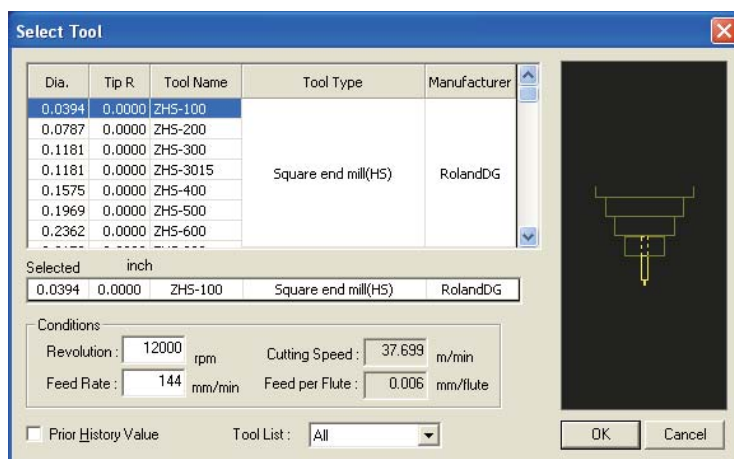 Select Tool
Dia. Tip R Tool Name Tool Type Manufacturer
0.0394 0.0000 ZHS-100
0.0787 0.0000 ZHS-200
0.1181 0.0000 ZHS-300
0.1181 0.0000 ZHS-3015 Square end mill(HS) RolandDG
0.1575 0.0000 ZHS-400
0.1969 0.0000 ZHS-500
0.2362 0.0000 ZHS-600
Selected inch
0.0394 0.0000 ZHS-100 Square end mill(HS) RolandDG
Conditions
Revolution : 12000 rpm Cutting Speed : 37.699 m/min
Feed Rate : 144 mm/min Feed per Flute : 0.006 mm/flute
Prior History Value Tool List : All OK Cancel